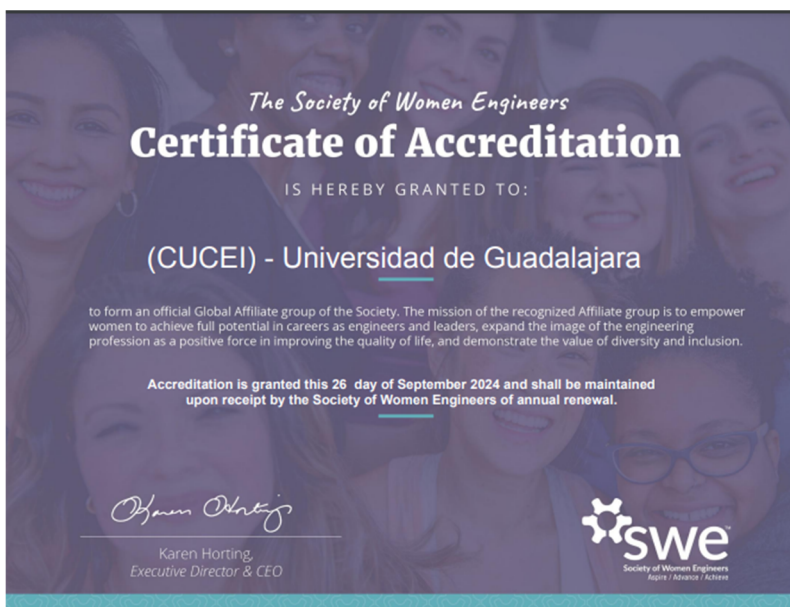 The Society of Women Engineers
Certificate of Accreditation
IS HEREBY GRANTED TO:
(CUCEI) - Universidad de Guadalajara
to form an official Global Affiliate group of the Society. The mission of the recognized Affiliate group is to empower
women to achieve full potential in careers as engineers and leaders, expand the image of the engineering
profession as a positive force in improving the quality of life, and demonstrate the value of diversity and inclusion.
Accreditation is granted this 26 day of September 2024 and shall be maintained
upon receipt by the Society of Women Engineers of annual renewal.
Karen Horting
Karen Horting,
Executive Director & CEO
swe™
Society of Women Engineers
Aspire / Advance / Achieve